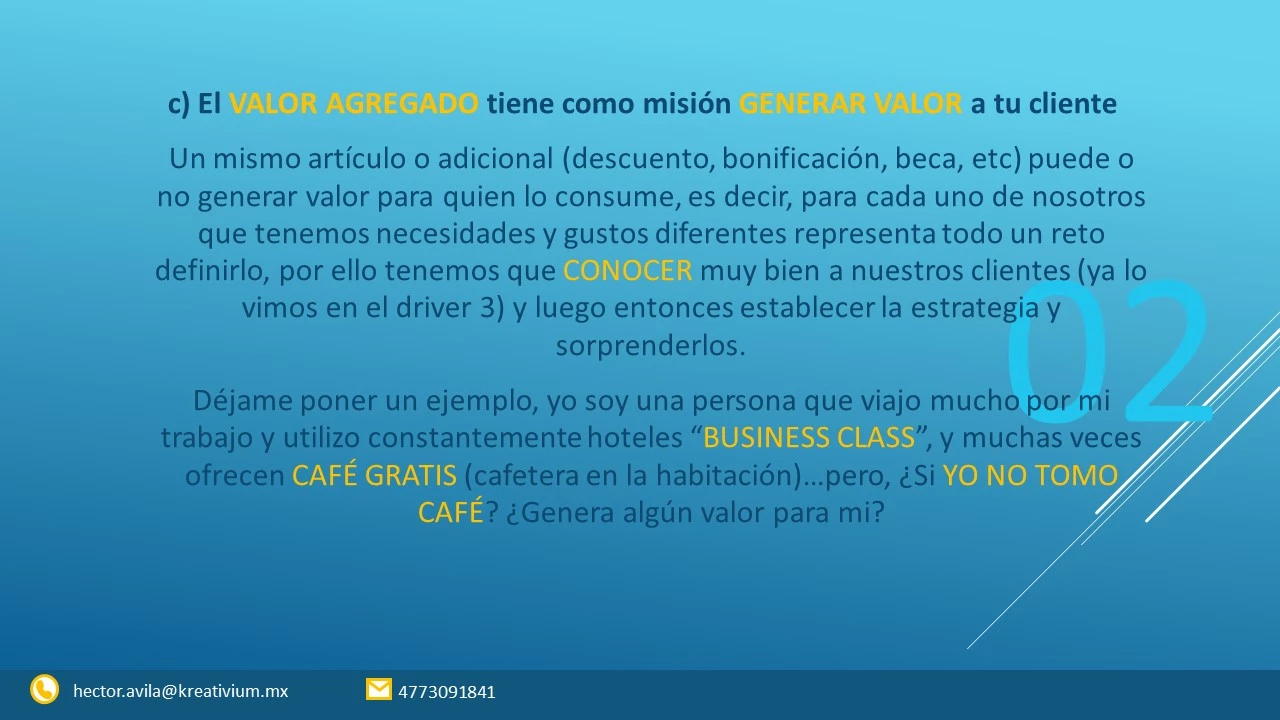 c) El VALOR AGREGADO tiene como misión GENERAR VALOR a tu cliente
Un mismo artículo o adicional (descuento, bonificación, beca, etc) puede o
no generar valor para quien lo consume, es decir, para cada uno de nosotros
que tenemos necesidades y gustos diferentes representa todo un reto
definirlo, por ello tenemos que CONOCER muy bien a nuestros clientes (ya lo
vimos en el driver 3) y luego entonces establecer la estrategia y
sorprenderlos.
02
Déjame poner un ejemplo, yo soy una persona que viajo mucho por mi
trabajo y utilizo constantemente hoteles “BUSINESS CLASS”, y muchas veces
ofrecen CAFÉ GRATIS (cafetera en la habitación)…pero, ¿Si YO NO TOMO
CAFÉ? ¿Genera algún valor para mi?
hector.avila@kreativium.mx 4773091841